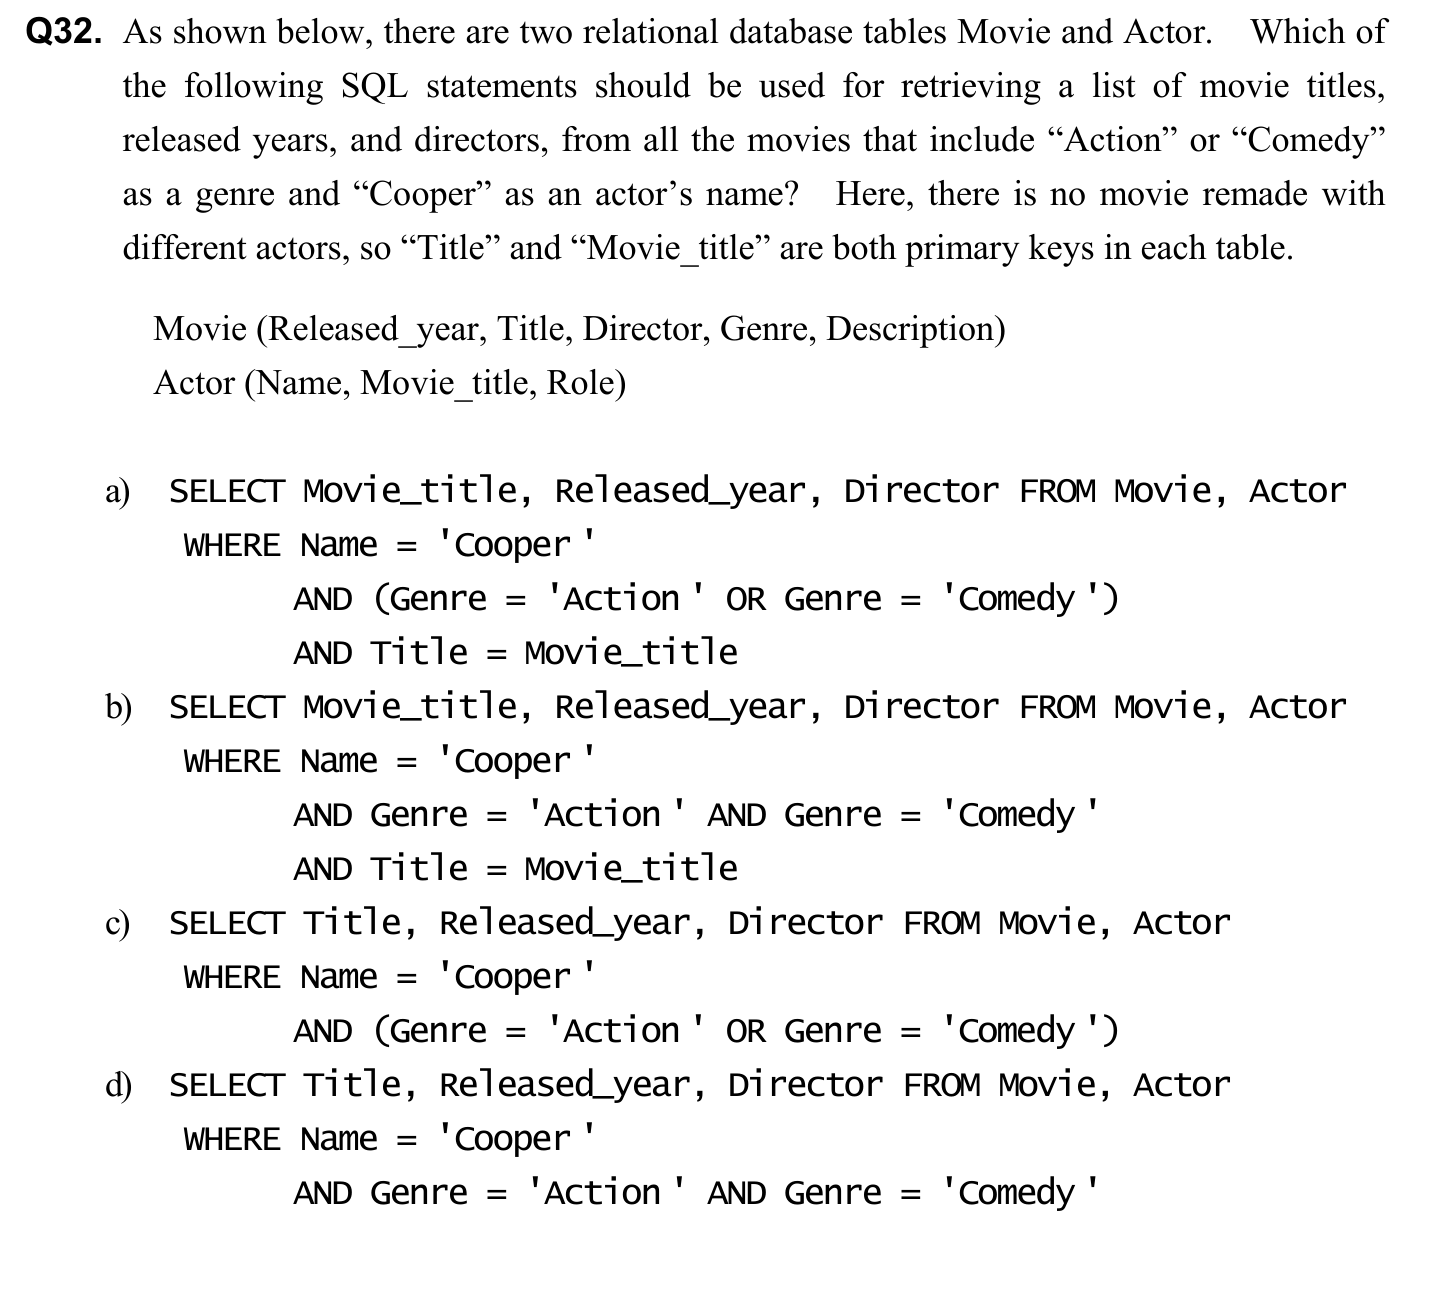 Q32. As shown below, there are two relational database tables Movie and Actor. Which of
the following SQL statements should be used for retrieving a list of movie titles,
released years, and directors, from all the movies that include “Action” or “Comedy”
as a genre and “Cooper” as an actor’s name? Here, there is no movie remade with
different actors, so “Title” and “Movie_title” are both primary keys in each table.
Movie (Released_year, Title, Director, Genre, Description)
Actor (Name, Movie_title, Role)
a) SELECT Movie_title, Released_year, Director FROM Movie, Actor
WHERE Name = 'Cooper'
AND (Genre = 'Action' OR Genre = 'Comedy')
AND Title = Movie_title
b) SELECT Movie_title, Released_year, Director FROM Movie, Actor
WHERE Name = 'Cooper'
AND Genre = 'Action' AND Genre = 'Comedy'
AND Title = Movie_title
c) SELECT Title, Released_year, Director FROM Movie, Actor
WHERE Name = 'Cooper'
AND (Genre = 'Action' OR Genre = 'Comedy')
d) SELECT Title, Released_year, Director FROM Movie, Actor
WHERE Name = 'Cooper'
AND Genre = 'Action' AND Genre = 'Comedy'